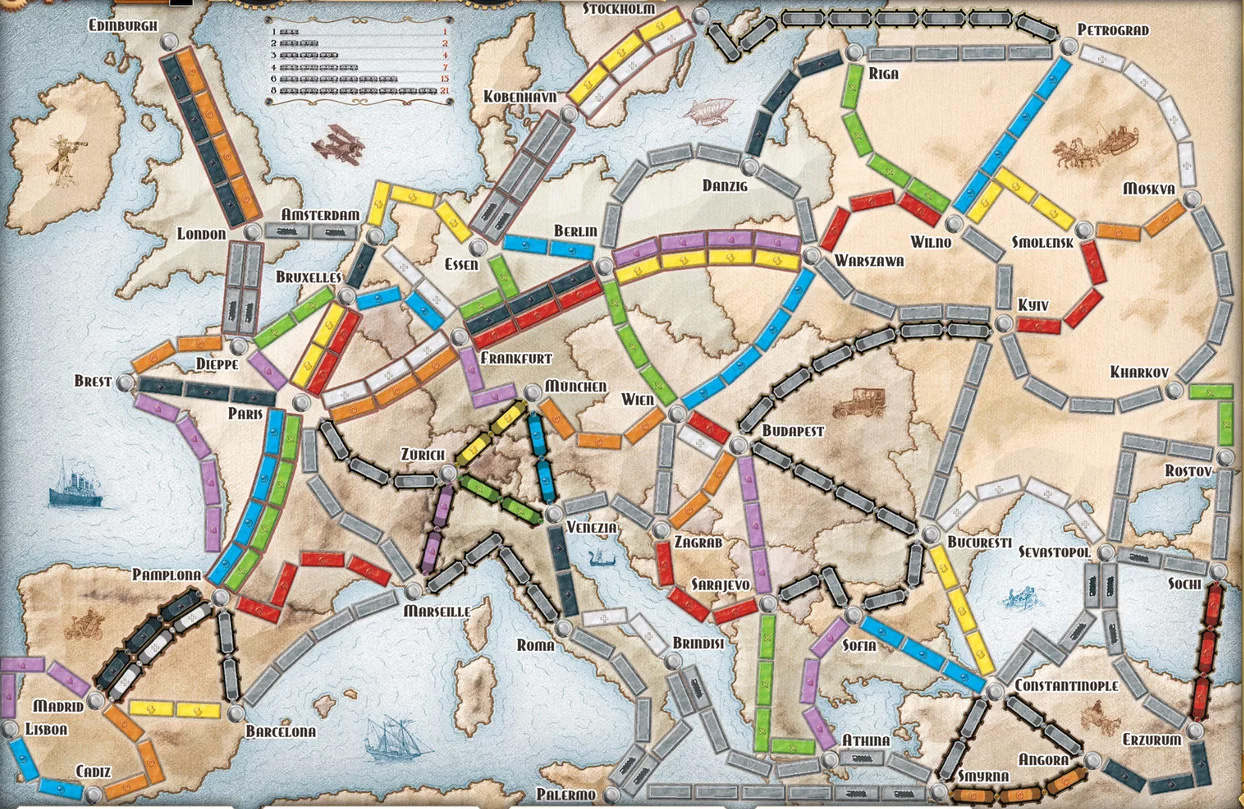 Stockholm
Edinburgh
1 1
2 2
3 4
4 7
6 15
8 21
Petrograd
Riga
Kobenhavn
Danzig
Moskva
Amsterdam
London
Berlin
Wilno
Smolensk
Essen
Warszawa
Bruxelles
Kyiv
Dieppe
Frankfurt
Kharkov
Brest
München
Paris
Wien
Budapest
Zürich
Rostov
Venezia
Zagrab
Bucuresti
Sevastopol
Pamplona
Sarajevo
Sochi
Marseille
Roma
Brindisi
Sofia
Constantinople
Madrid
Lisboa
Barcelona
Athina
Erzurum
Angora
Cadiz
Smyrna
Palermo